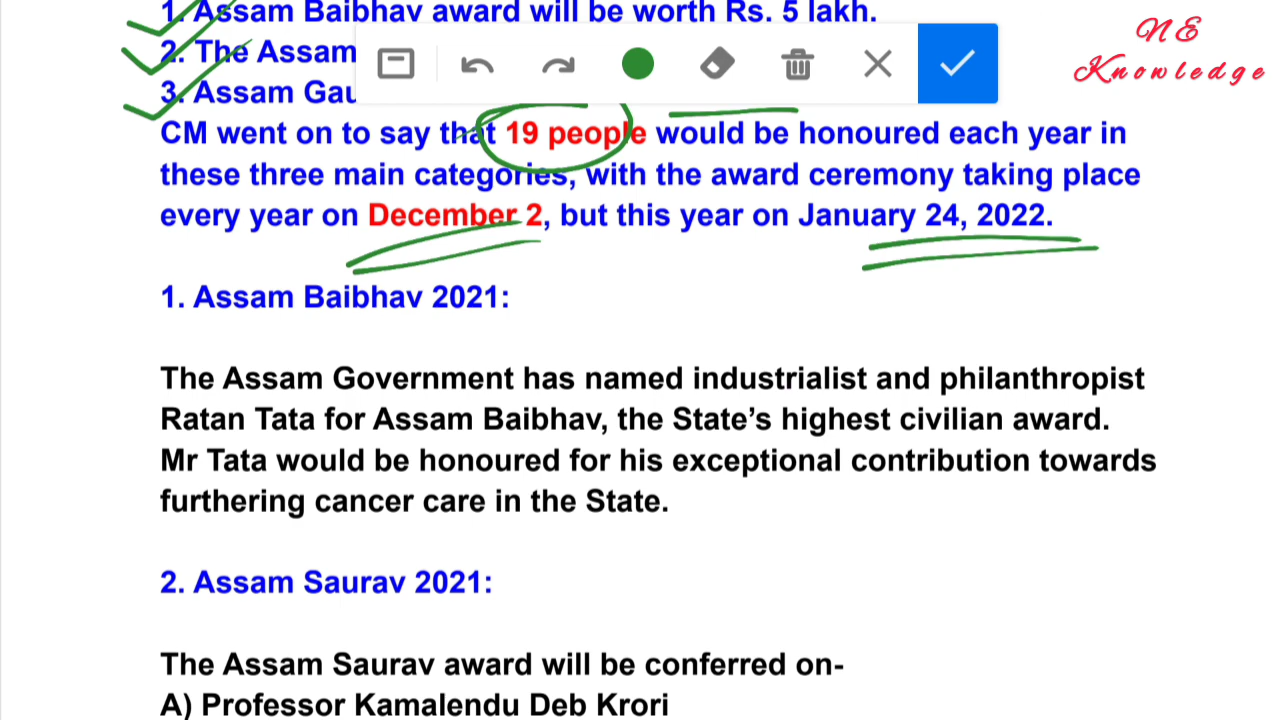 1. Assam Baibhav award will be worth Rs. 5 lakh.
2. The Assam
3. Assam Gau
CM went on to say that 19 people would be honoured each year in
these three main categories, with the award ceremony taking place
every year on December 2, but this year on January 24, 2022.
1. Assam Baibhav 2021:
The Assam Government has named industrialist and philanthropist
Ratan Tata for Assam Baibhav, the State’s highest civilian award.
Mr Tata would be honoured for his exceptional contribution towards
furthering cancer care in the State.
2. Assam Saurav 2021:
The Assam Saurav award will be conferred on-
A) Professor Kamalendu Deb Krori
NE
Knowledge